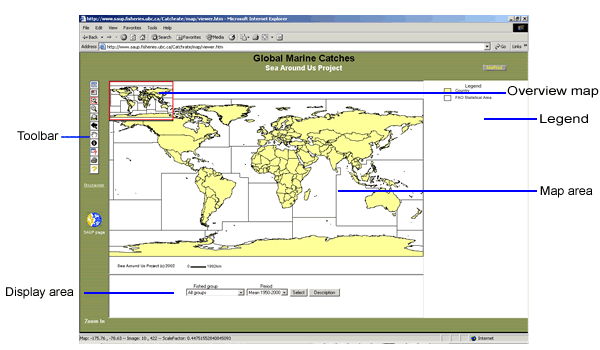 http://www.saup.fisheries.ubc.ca/Catchrate/map/viewer.htm - Microsoft Internet Explorer
File Edit View Favorites Tools Help
Back Search Favorites Media
Address http://www.saup.fisheries.ubc.ca/Catchrate/map/viewer.htm Go Links
Global Marine Catches
Sea Around Us Project
Legend
Country
FAO Statistical Area
Overview map
Legend
Toolbar
Map area
SAUP page
Sea Around Us Project (c) 2002 0 1660km
Fished group Period
All groups Mean 1950-2000 Select Description
Display area
Zoom In
Map: -175.76 , -76.63 -- Image: 10 , 422 -- ScaleFactor: 0.44751552840845093 Internet